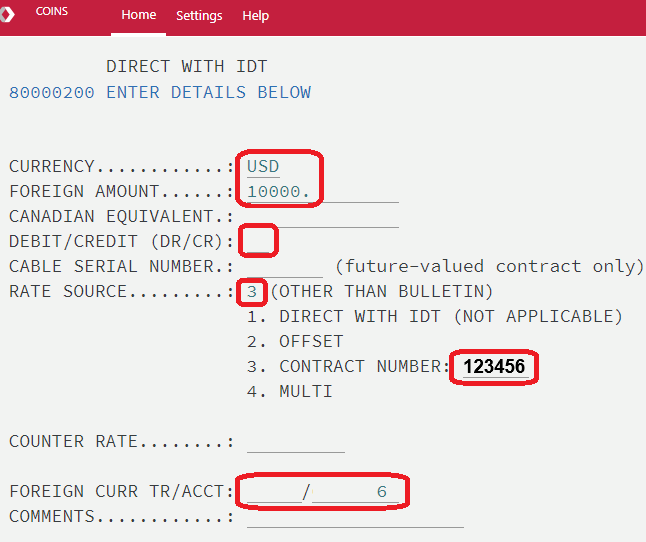 COINS Home Settings Help
DIRECT WITH IDT
80000200 ENTER DETAILS BELOW
CURRENCY............: USD
FOREIGN AMOUNT......: 10000.
CANADIAN EQUIVALENT.:
DEBIT/CREDIT (DR/CR):
CABLE SERIAL NUMBER.: (future-valued contract only)
RATE SOURCE.........: 3 (OTHER THAN BULLETIN)
1. DIRECT WITH IDT (NOT APPLICABLE)
2. OFFSET
3. CONTRACT NUMBER: 123456
4. MULTI
COUNTER RATE........:
FOREIGN CURR TR/ACCT: / 6
COMMENTS............: